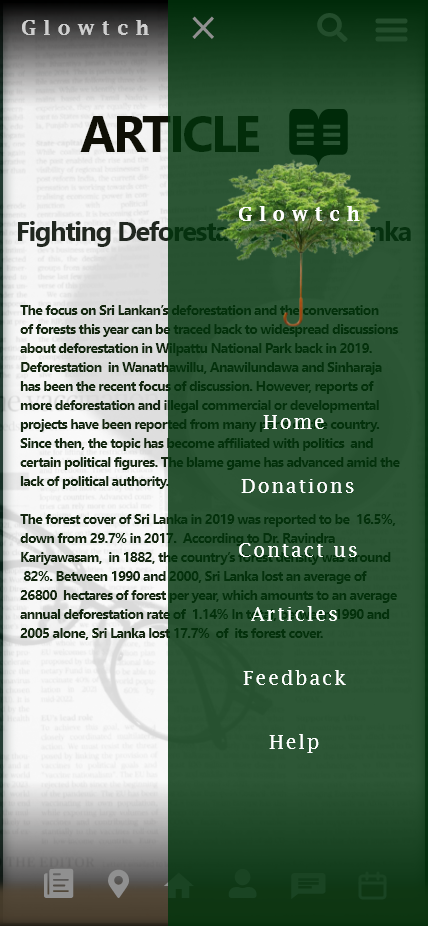 Glowtch
ARTICLE
Glowtch
Fighting Defores
nka
The focus on Sri Lankan's deforestation and the conversation
of forests this year can be traced back to widespread discussions
about deforestation in Wilpattu National Park back in 2019.
Deforestation in Wanathawillu, Anawilundawa and Sinharaja
has been the recent focus of discussion. However, reports of
more deforestation and illegal commercial or developmental
projects have been reported from many country.
Home
Since then, the topic has become affiliated with politics and
certain political figures. The blame game has advanced amid the
lack of political authority.
Donations
The forest cover of Sri Lanka in 2019 was reported to be 16.5%,
down from 29.7% in 2017. According to Dr. Ravindra
Kariyawasam, in 1882, the country's forest density was around
Contact us
82%. Between 1990 and 2000, Sri Lanka lost an average of
26800 hectares of forest per year, which amounts to an average
annual deforestation rate of 1.14% In 1990 and
Articles
2005 alone, Sri Lanka lost 17.7% of its forest cover.
Feedback
Help
THE EDITOR